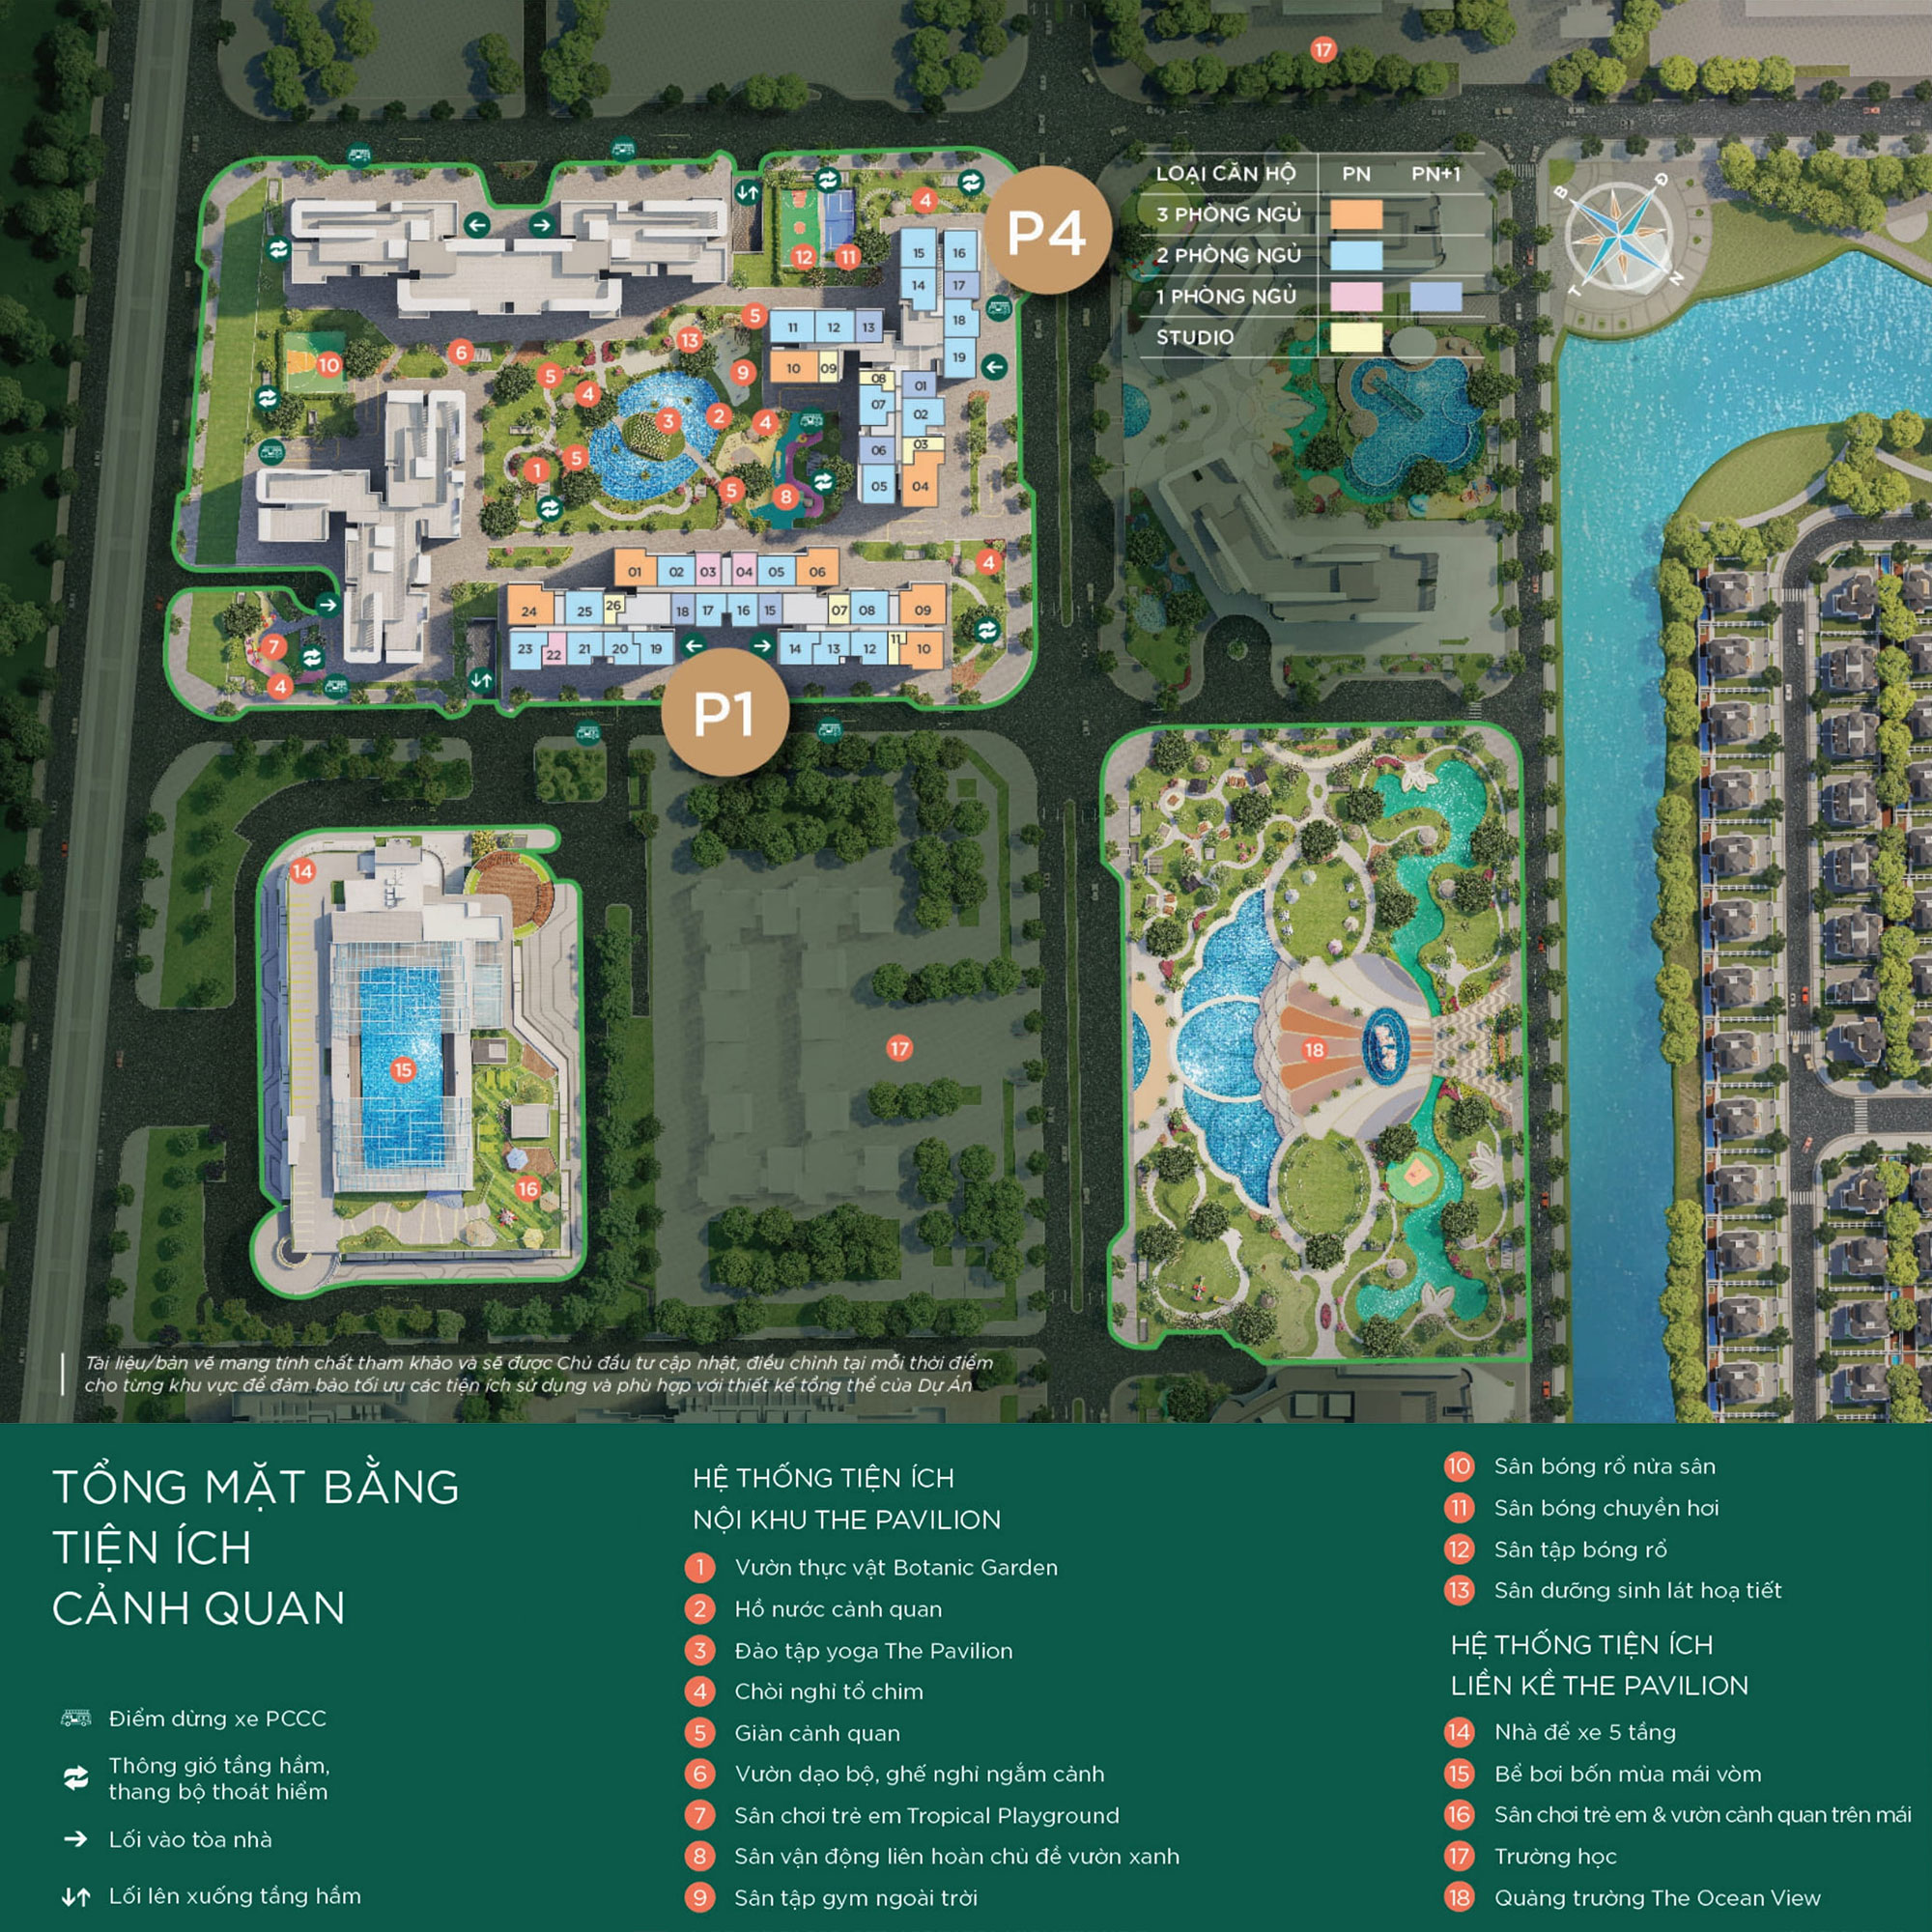 17
P4
LOẠI CĂN HỘ PN PN+1
3 PHÒNG NGỦ
2 PHÒNG NGỦ
1 PHÒNG NGỦ
STUDIO
B Đ
T N
12 11 4
15 16
14 17
18
19
11 12 13
10 09
08 01
07 02
03
06
05 04
10 6 13 5
5 4 9
3 2 4
1 5 5 8
4
01 02 03 04 05 06
24 25 26 18 17 16 15 07 08 09
23 22 21 20 19 14 13 12 11 10
7
4
P1
14
15
16
17
18
Tài liệu/bản vẽ mang tính chất tham khảo và sẽ được Chủ đầu tư cập nhật, điều chỉnh tại mỗi thời điểm
cho từng khu vực để đảm bảo tối ưu các tiện ích sử dụng và phù hợp với thiết kế tổng thể của Dự Án
TỔNG MẶT BẰNG
TIỆN ÍCH
CẢNH QUAN
Điểm dừng xe PCCC
Thông gió tầng hầm,
thang bộ thoát hiểm
Lối vào tòa nhà
Lối lên xuống tầng hầm
HỆ THỐNG TIỆN ÍCH
NỘI KHU THE PAVILION
1 Vườn thực vật Botanic Garden
2 Hồ nước cảnh quan
3 Đảo tập yoga The Pavilion
4 Chòi nghỉ tổ chim
5 Giàn cảnh quan
6 Vườn dạo bộ, ghế nghỉ ngắm cảnh
7 Sân chơi trẻ em Tropical Playground
8 Sân vận động liên hoàn chủ đề vườn xanh
9 Sân tập gym ngoài trời
10 Sân bóng rổ nửa sân
11 Sân bóng chuyền hơi
12 Sân tập bóng rổ
13 Sân dưỡng sinh lát hoạ tiết
HỆ THỐNG TIỆN ÍCH
LIỀN KỀ THE PAVILION
14 Nhà để xe 5 tầng
15 Bể bơi bốn mùa mái vòm
16 Sân chơi trẻ em & vườn cảnh quan trên mái
17 Trường học
18 Quảng trường The Ocean View